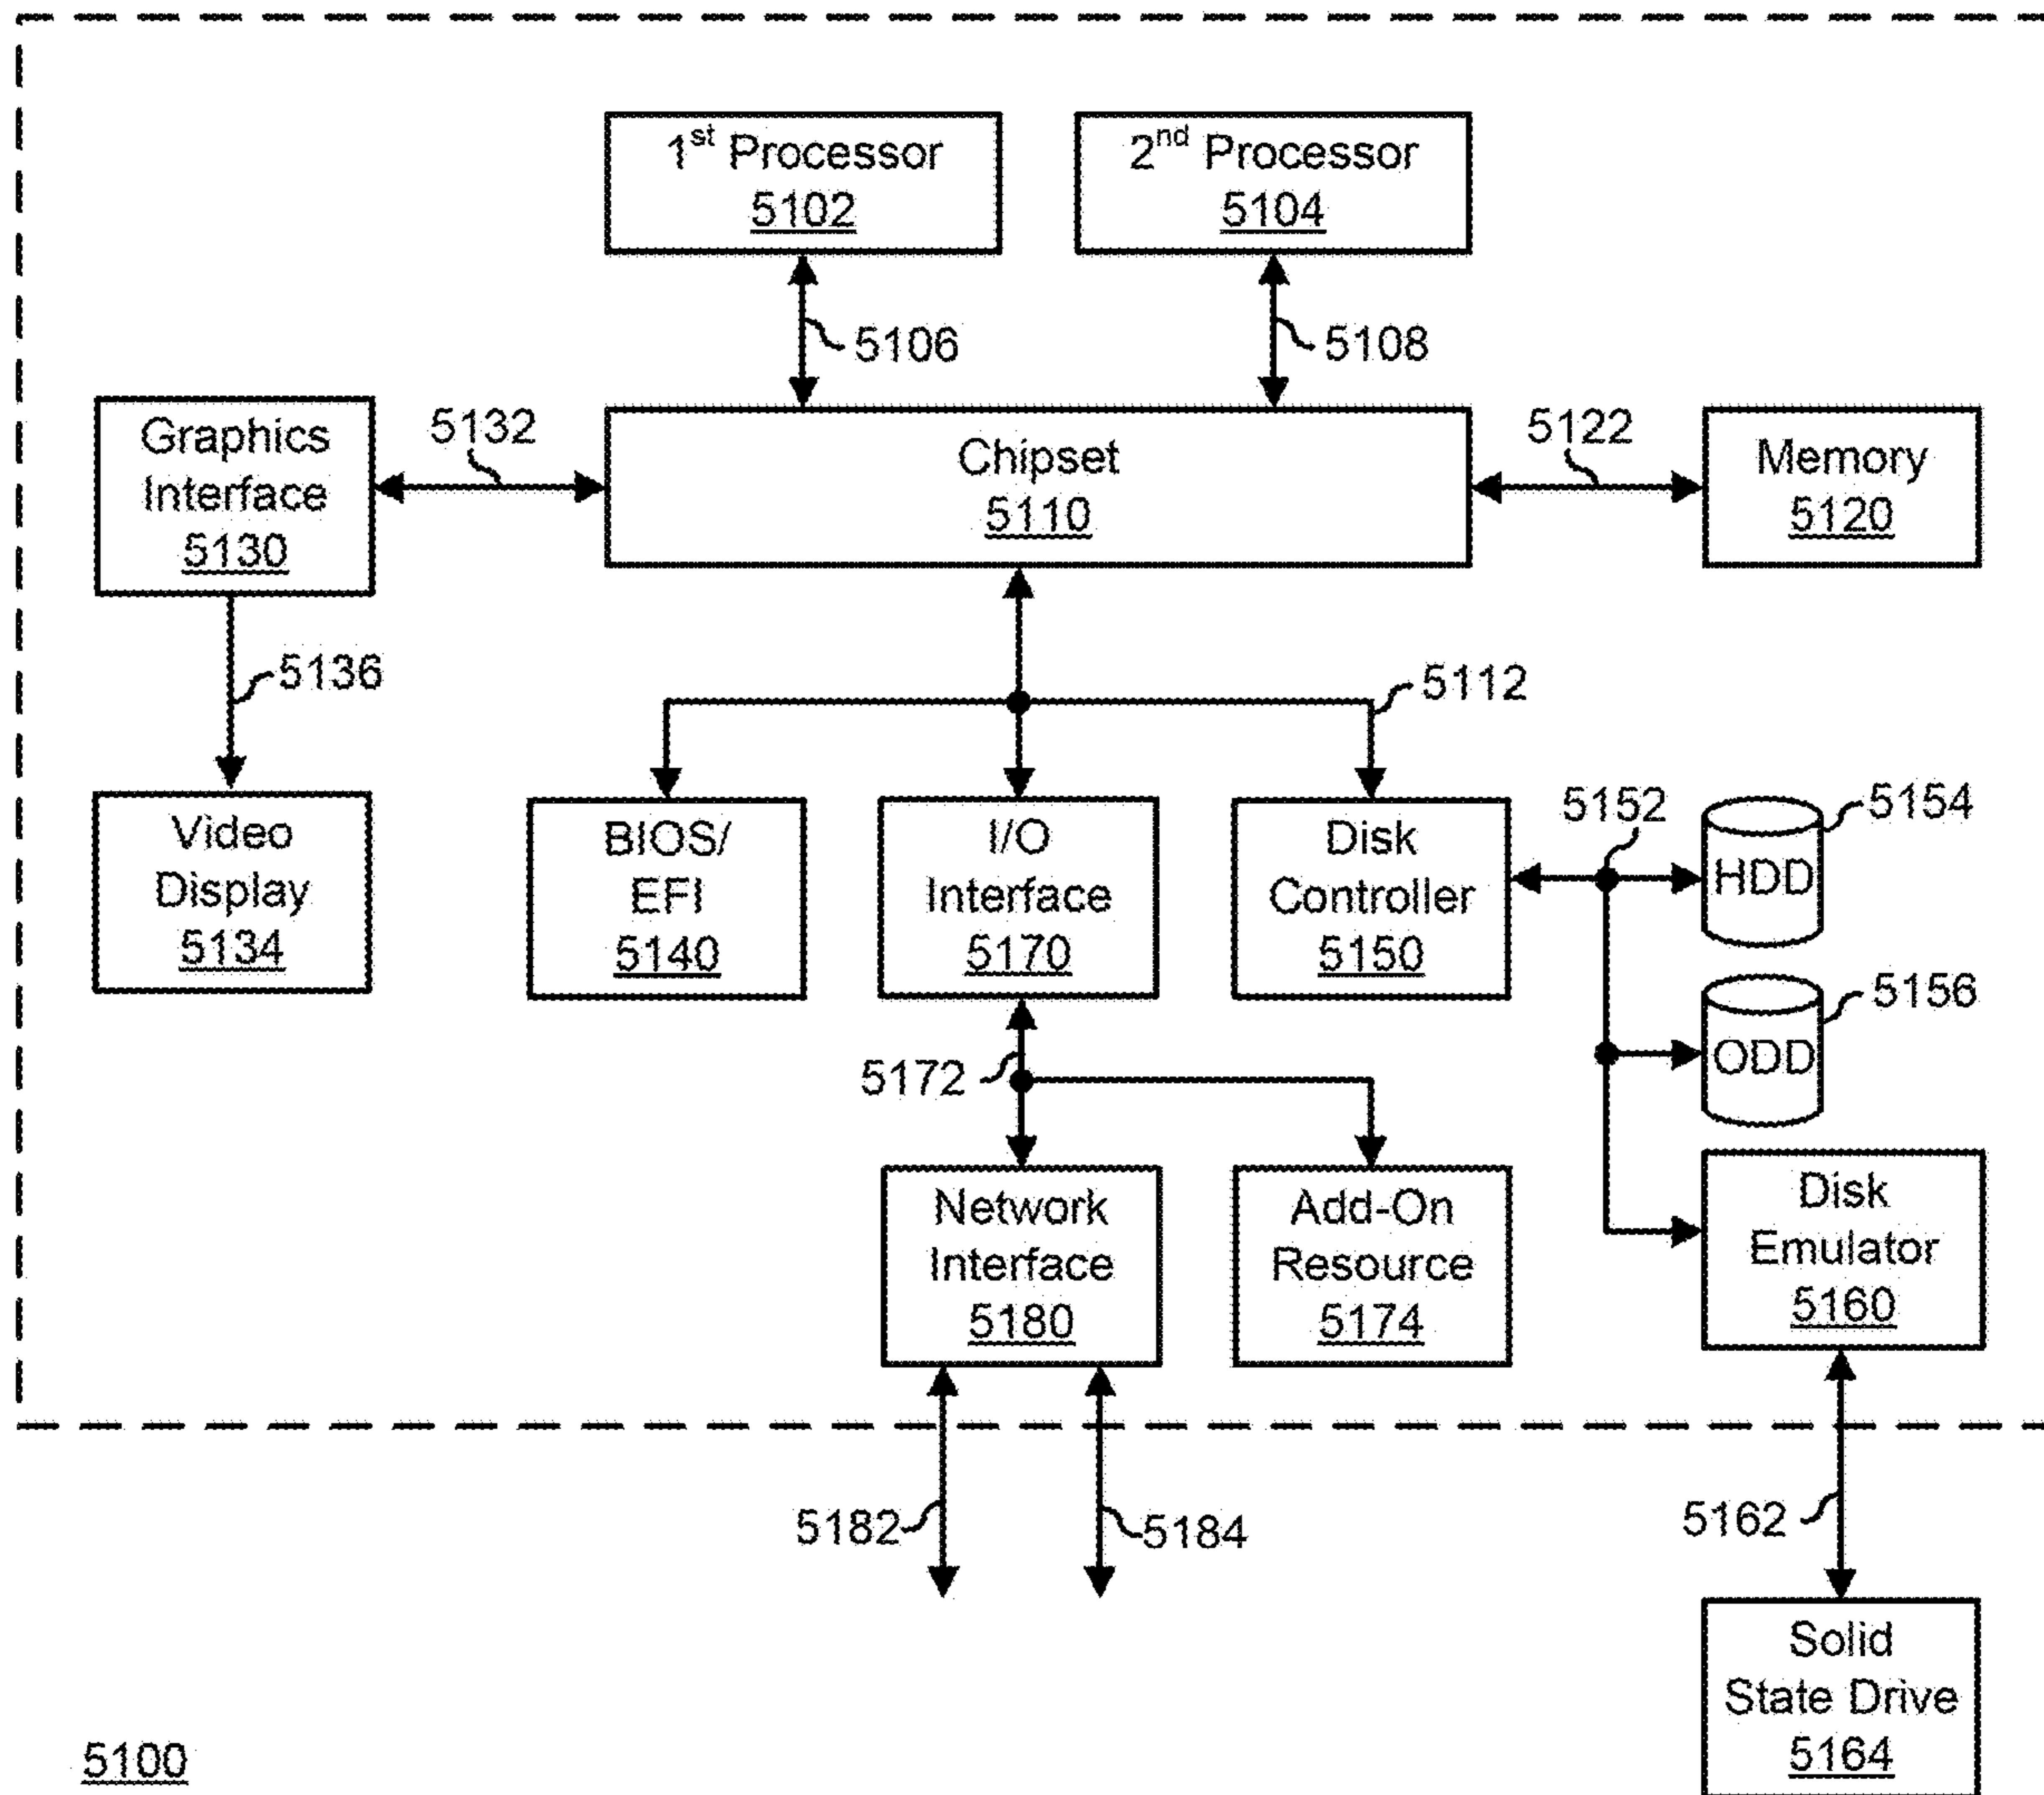 1st Processor
5102
2nd Processor
5104
5106
5108
Graphics
Interface
5130
5132
Chipset
5110
5122
Memory
5120
5136
5112
Video
Display
5134
BIOS/
EFI
5140
I/O
Interface
5170
Disk
Controller
5150
5152
HDD
5154
ODD
5156
5172
Network
Interface
5180
Add-On
Resource
5174
Disk
Emulator
5160
5182
5184
5162
Solid
State Drive
5164
5100